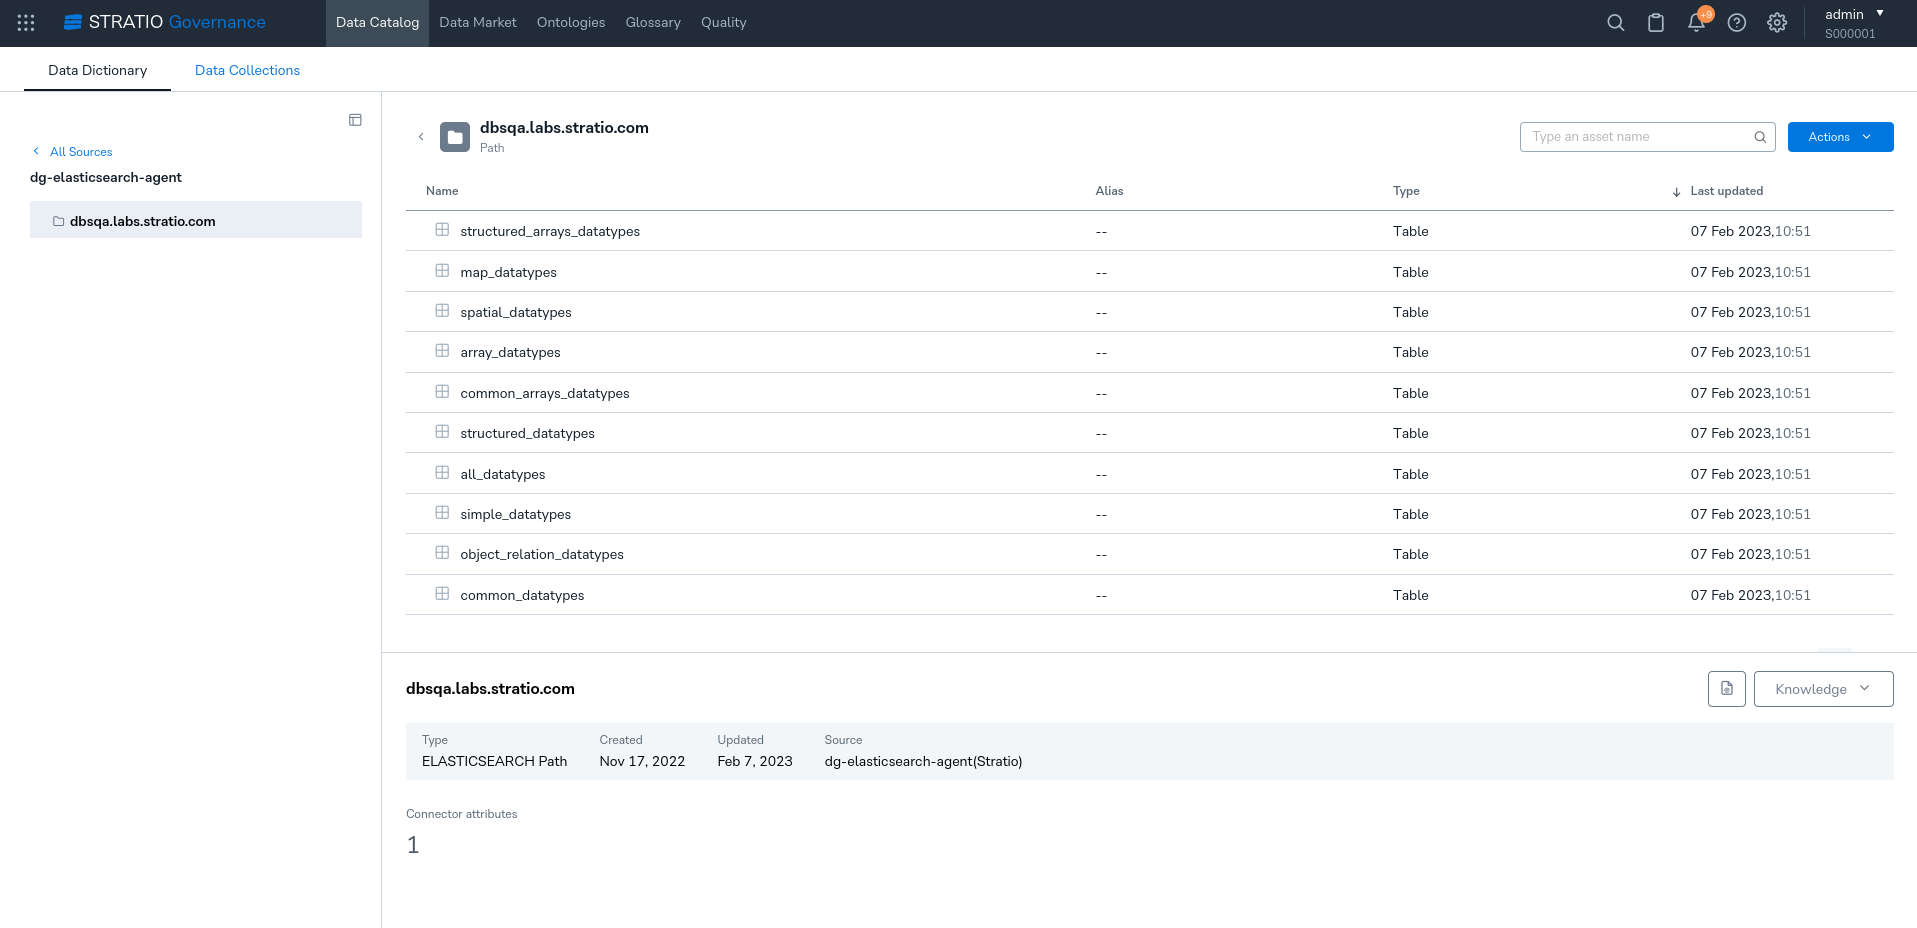 STRATIO Governance Data Catalog Data Market Ontologies Glossary Quality +9 admin
S000001
Data Dictionary Data Collections
All Sources
dg-elasticsearch-agent
dbsqa.labs.stratio.com
dbsqa.labs.stratio.com
Path
Type an asset name Actions
Name Alias Type Last updated
structured_arrays_datatypes -- Table 07 Feb 2023,10:51
map_datatypes -- Table 07 Feb 2023,10:51
spatial_datatypes -- Table 07 Feb 2023,10:51
array_datatypes -- Table 07 Feb 2023,10:51
common_arrays_datatypes -- Table 07 Feb 2023,10:51
structured_datatypes -- Table 07 Feb 2023,10:51
all_datatypes -- Table 07 Feb 2023,10:51
simple_datatypes -- Table 07 Feb 2023,10:51
object_relation_datatypes -- Table 07 Feb 2023,10:51
common_datatypes -- Table 07 Feb 2023,10:51
dbsqa.labs.stratio.com Knowledge
Type Created Updated Source
ELASTICSEARCH Path Nov 17, 2022 Feb 7, 2023 dg-elasticsearch-agent(Stratio)
Connector attributes
1